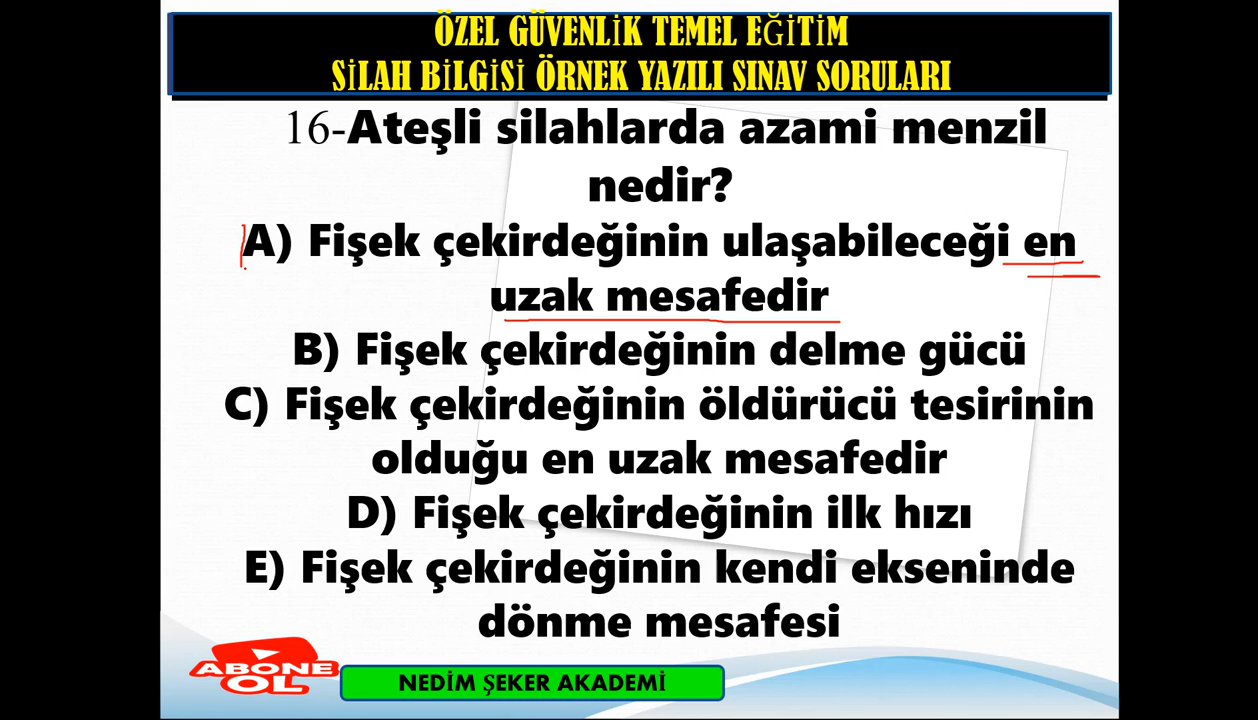 ÖZEL GÜVENLİK TEMEL EĞİTİM
SİLAH BİLGİSİ ÖRNEK YAZILI SINAV SORULARI
16-Ateşli silahlarda azami menzil
nedir?
A) Fişek çekirdeğinin ulaşabileceği en
uzak mesafedir
B) Fişek çekirdeğinin delme gücü
C) Fişek çekirdeğinin öldürücü tesirinin
olduğu en uzak mesafedir
D) Fişek çekirdeğinin ilk hızı
E) Fişek çekirdeğinin kendi ekseninde
dönme mesafesi
ABONE
OL
NEDİM ŞEKER AKADEMİ